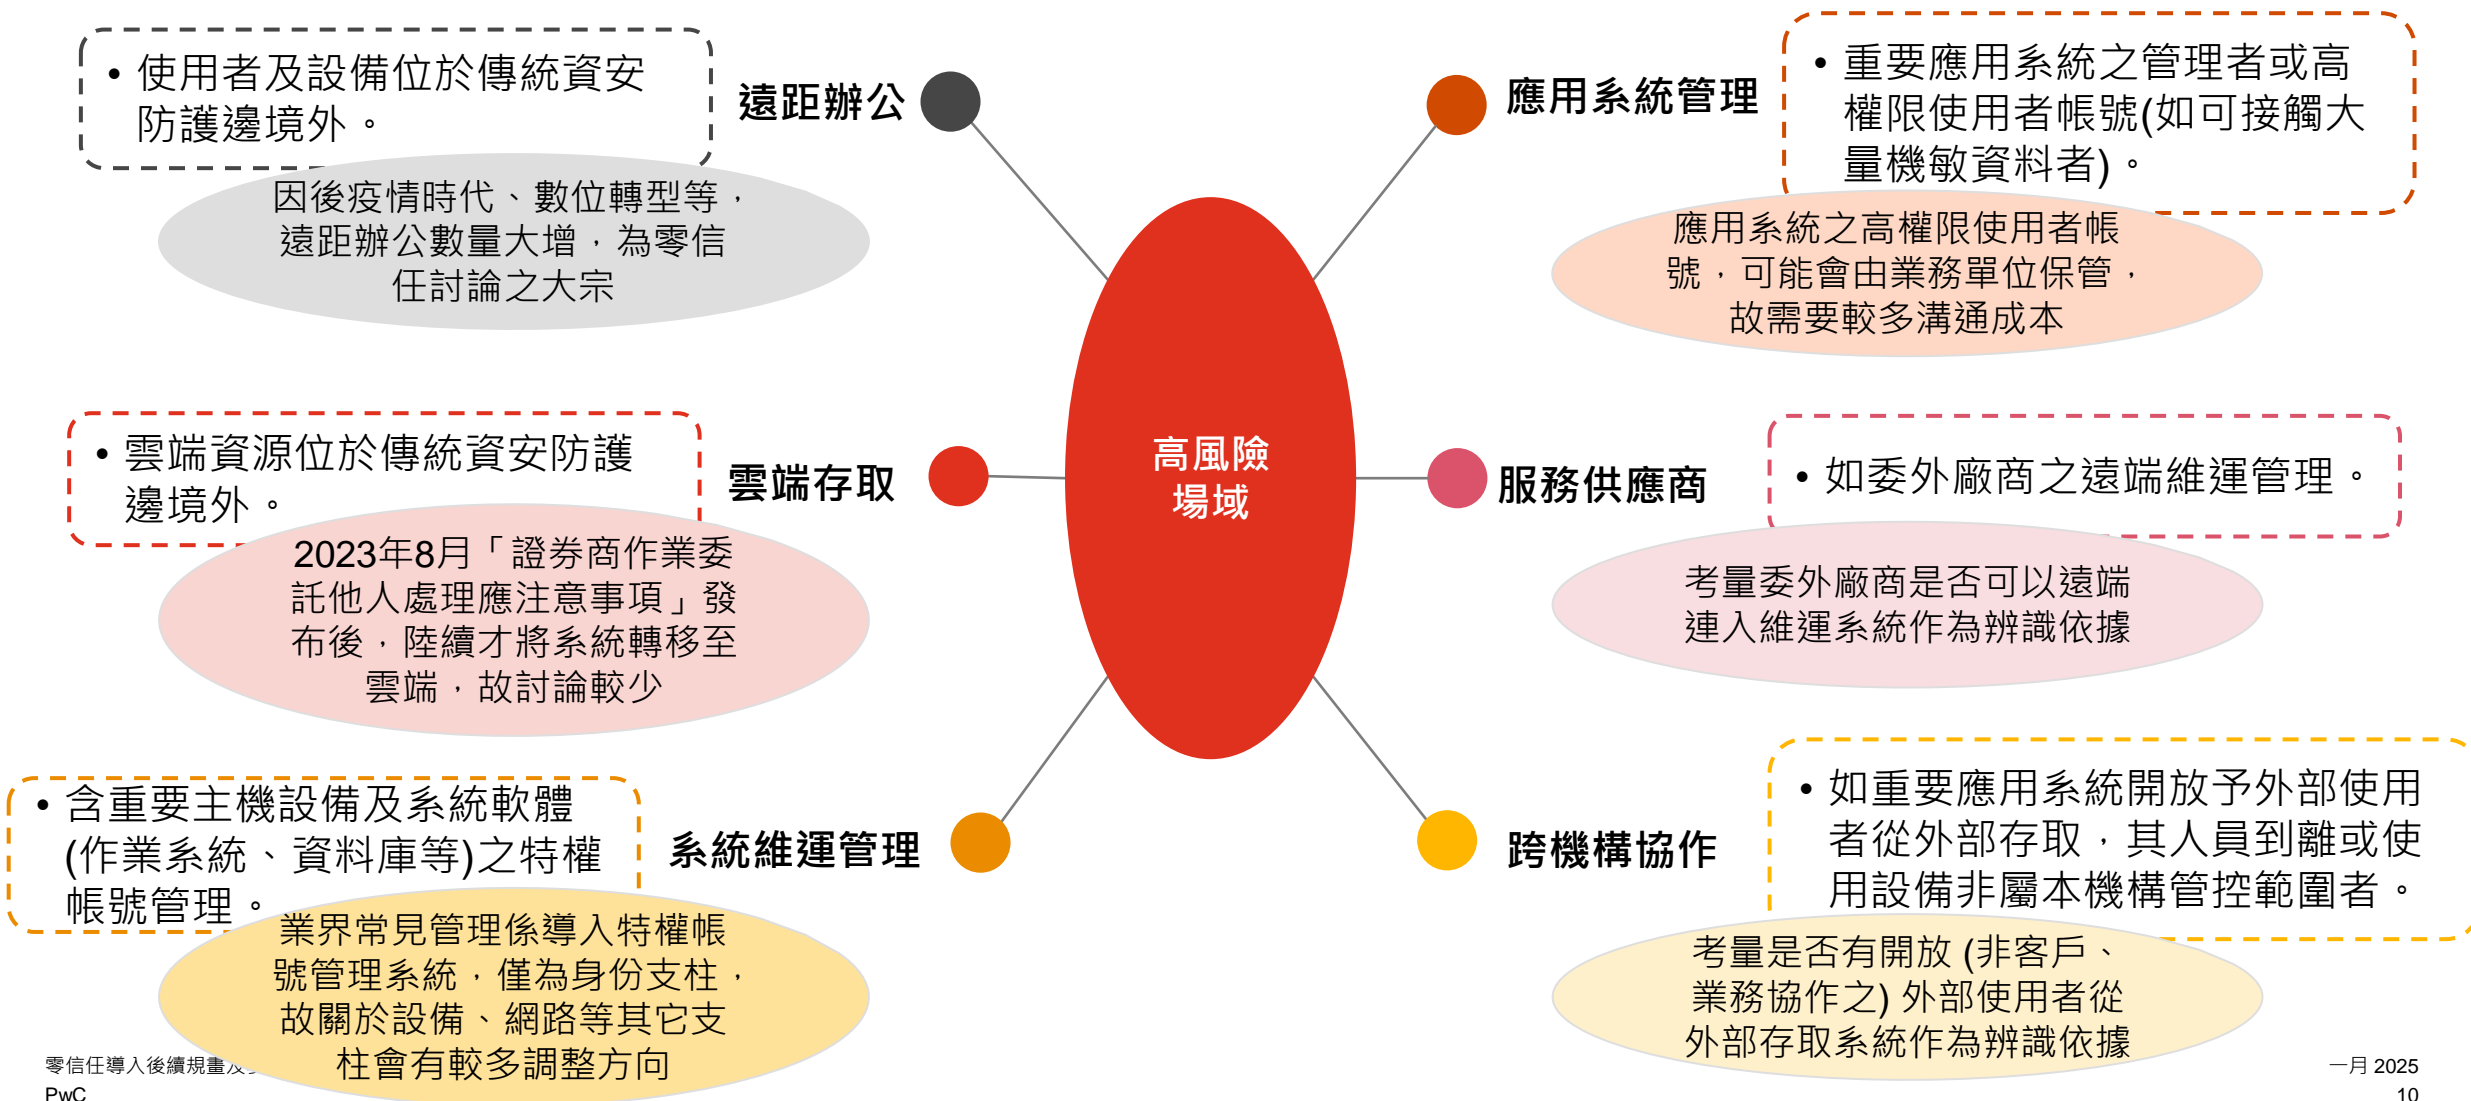 • 使用者及設備位於傳統資安
防護邊境外。
遠距辦公
因後疫情時代、數位轉型等，
遠距辦公數量大增，為零信
任討論之大宗
• 雲端資源位於傳統資安防護
邊境外。
雲端存取
2023年8月「證券商作業委
託他人處理應注意事項」發
布後，陸續才將系統轉移至
雲端，故討論較少
• 含重要主機設備及系統軟體
(作業系統、資料庫等)之特權
帳號管理。
系統維運管理
業界常見管理係導入特權帳
號管理系統，僅為身份支柱，
故關於設備、網路等其它支
柱會有較多調整方向
高風險
場域
應用系統管理
• 重要應用系統之管理者或高
權限使用者帳號(如可接觸大
量機敏資料者)。
應用系統之高權限使用者帳
號，可能會由業務單位保管，
故需要較多溝通成本
服務供應商
• 如委外廠商之遠端維運管理。
考量委外廠商是否可以遠端
連入維運系統作為辨識依據
跨機構協作
• 如重要應用系統開放予外部使用
者從外部存取，其人員到離或使
用設備非屬本機構管控範圍者。
考量是否有開放 (非客戶、
業務協作之) 外部使用者從
外部存取系統作為辨識依據
零信任導入後續規畫及
PwC
一月 2025
10